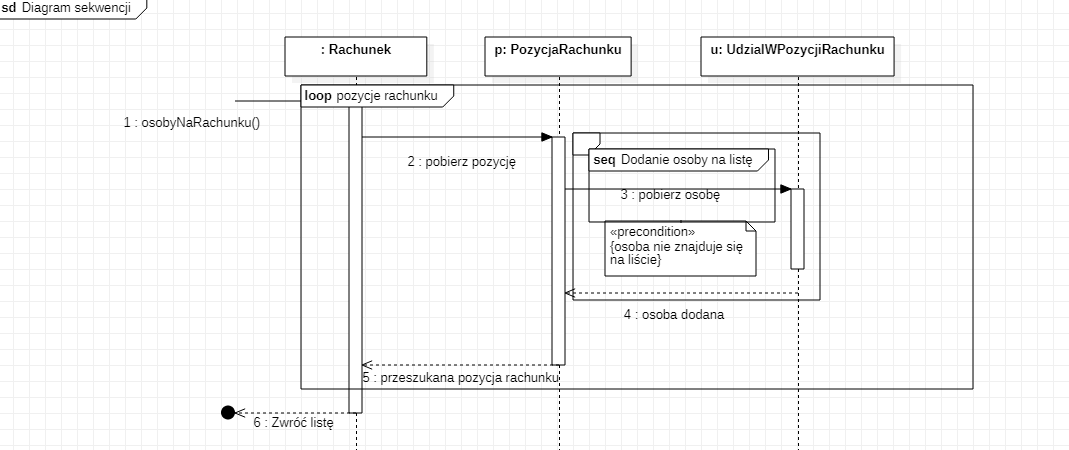 sd Diagram sekwencji
: Rachunek
p: PozycjaRachunku
u: UdzialWPozycjiRachunku
loop pozycje rachunku
1 : osobyNaRachunku()
2 : pobierz pozycję
seq Dodanie osoby na listę
3 : pobierz osobę
«precondition»
{osoba nie znajduje się
na liście}
4 : osoba dodana
5 : przeszukana pozycja rachunku
6 : Zwróć listę